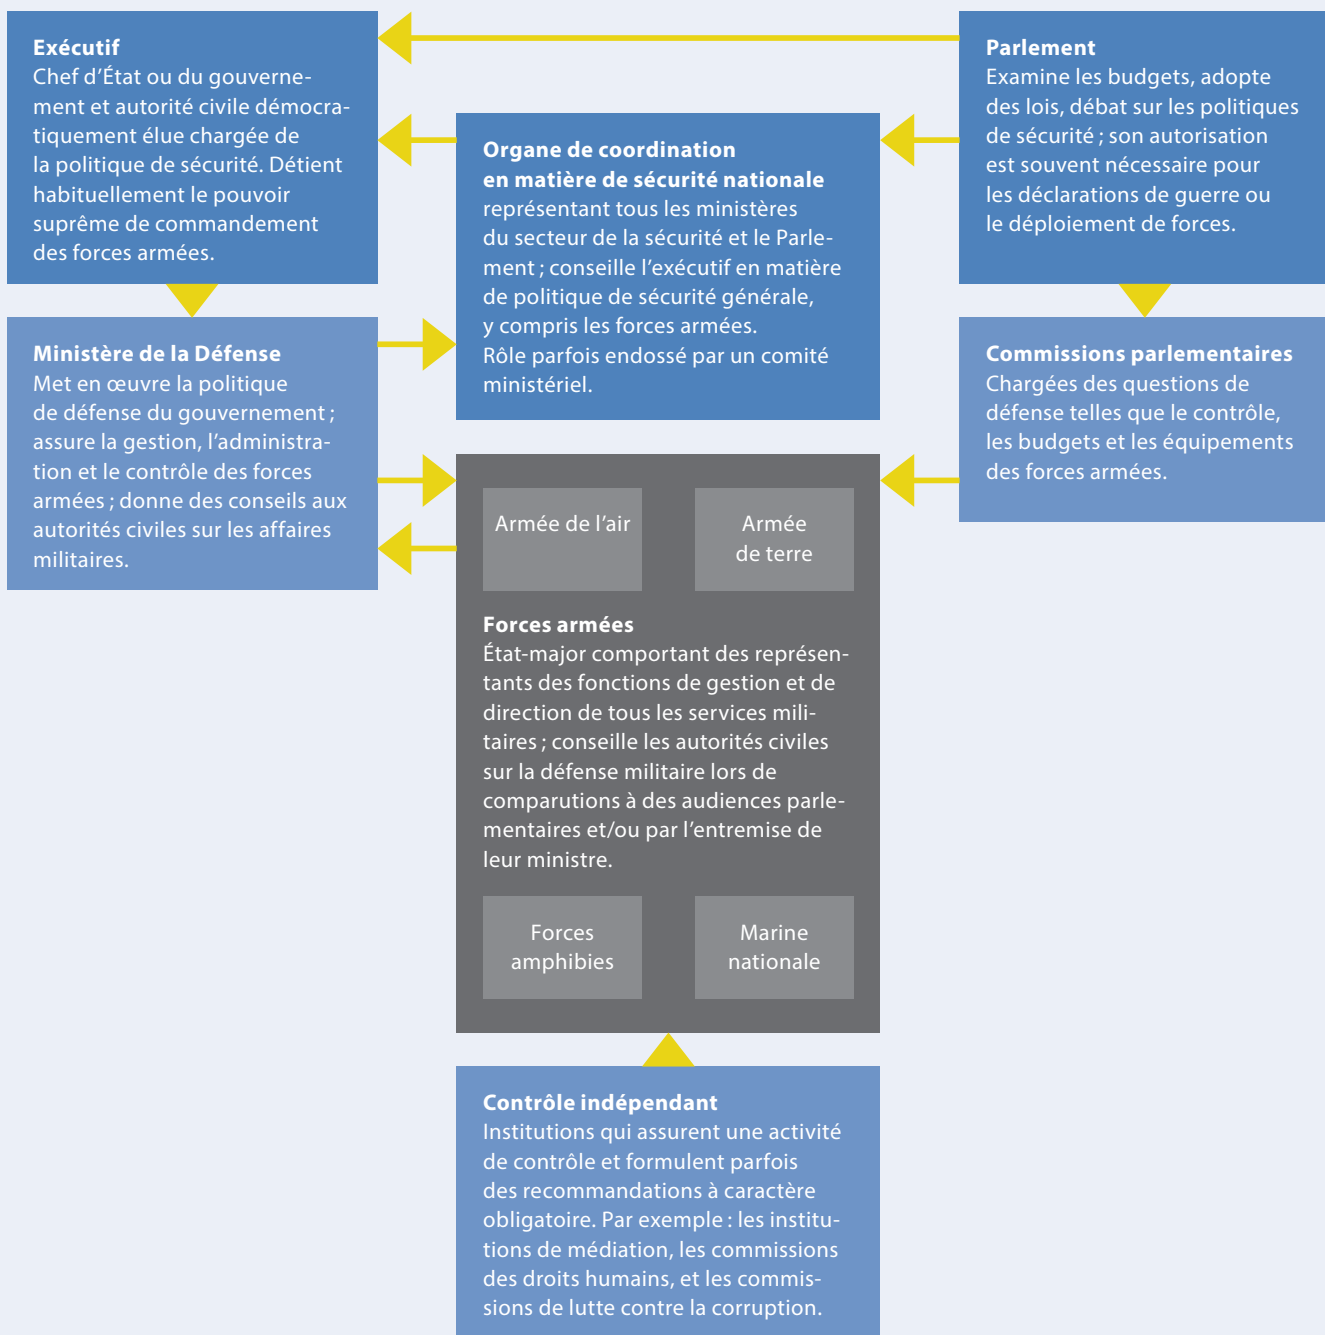 Exécutif
Chef d’État ou du gouverne-
ment et autorité civile démocra-
tiquement élue chargée de
la politique de sécurité. Détient
habituellement le pouvoir
suprême de commandement
des forces armées.
Organe de coordination
en matière de sécurité nationale
représentant tous les ministères
du secteur de la sécurité et le Parle-
ment ; conseille l’exécutif en matière
de politique de sécurité générale,
y compris les forces armées.
Rôle parfois endossé par un comité
ministériel.
Parlement
Examine les budgets, adopte
des lois, débat sur les politiques
de sécurité ; son autorisation
est souvent nécessaire pour
les déclarations de guerre ou
le déploiement de forces.
Ministère de la Défense
Met en œuvre la politique
de défense du gouvernement ;
assure la gestion, l’administra-
tion et le contrôle des forces
armées ; donne des conseils aux
autorités civiles sur les affaires
militaires.
Commissions parlementaires
Chargées des questions de
défense telles que le contrôle,
les budgets et les équipements
des forces armées.
Armée de l’air
Armée
de terre
Forces armées
État-major comportant des représen-
tants des fonctions de gestion et de
direction de tous les services mili-
taires ; conseille les autorités civiles
sur la défense militaire lors de
comparutions à des audiences parle-
mentaires et/ou par l’entremise de
leur ministre.
Forces
amphibies
Marine
nationale
Contrôle indépendant
Institutions qui assurent une activité
de contrôle et formulent parfois
des recommandations à caractère
obligatoire. Par exemple : les institu-
tions de médiation, les commissions
des droits humains, et les commis-
sions de lutte contre la corruption.